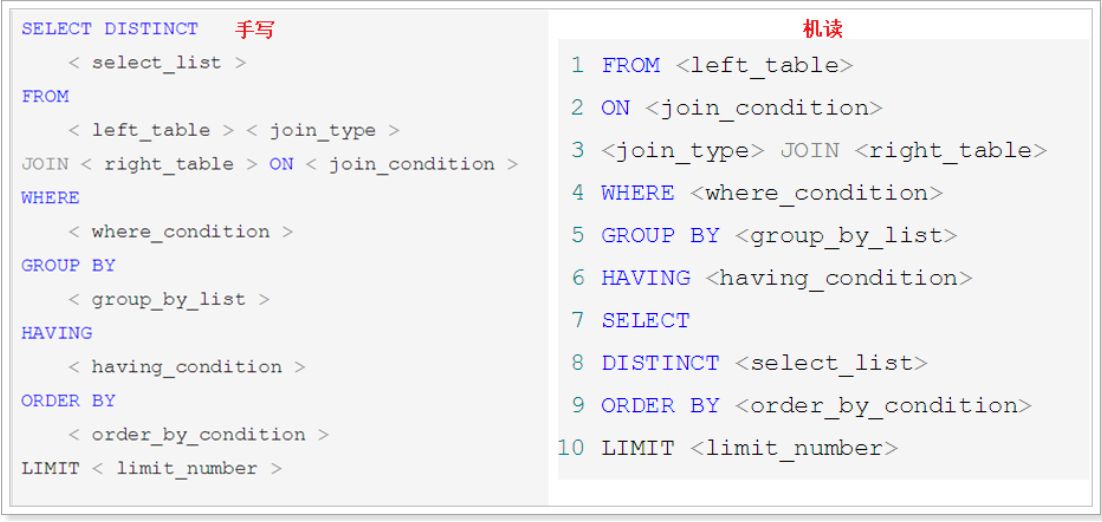 SELECT DISTINCT 手写
< select_list >
FROM
< left_table > < join_type >
JOIN < right_table > ON < join_condition >
WHERE
< where_condition >
GROUP BY
< group_by_list >
HAVING
< having_condition >
ORDER BY
< order_by_condition >
LIMIT < limit_number >
机读
1 FROM <left_table>
2 ON <join_condition>
3 <join_type> JOIN <right_table>
4 WHERE <where_condition>
5 GROUP BY <group_by_list>
6 HAVING <having_condition>
7 SELECT
8 DISTINCT <select_list>
9 ORDER BY <order_by_condition>
10 LIMIT <limit_number>